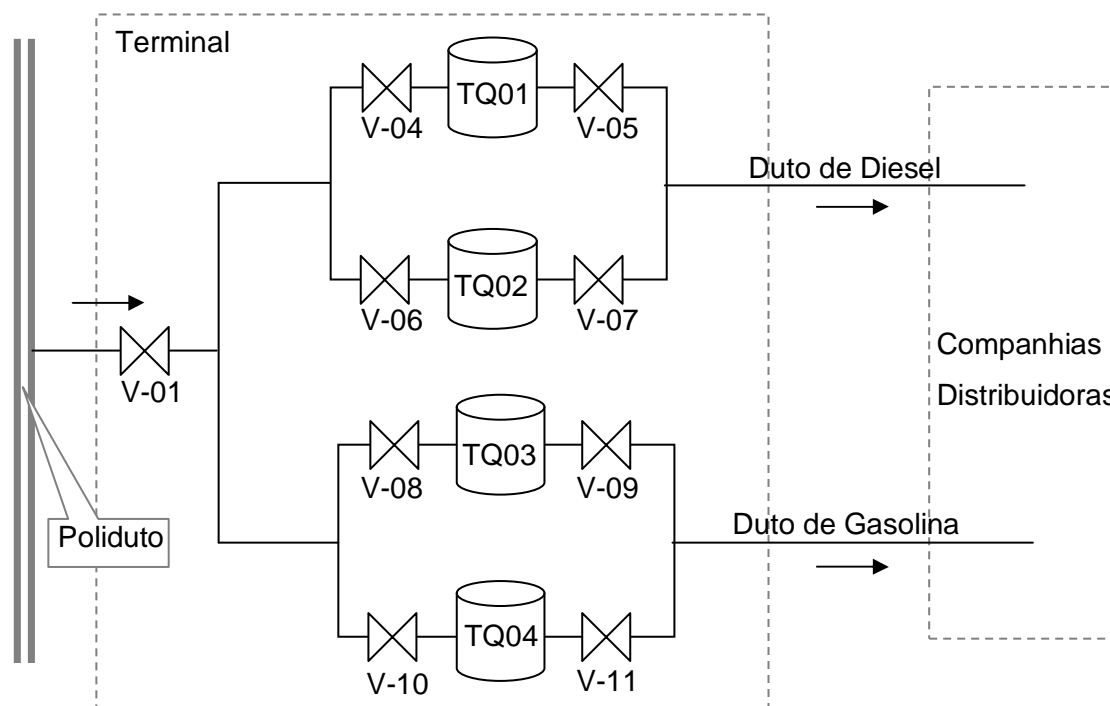 Terminal
TQ01
V-04
V-05
Duto de Diesel
TQ02
V-06
V-07
V-01
Companhias
Distribuidoras
TQ03
V-08
V-09
Poliduto
Duto de Gasolina
TQ04
V-10
V-11